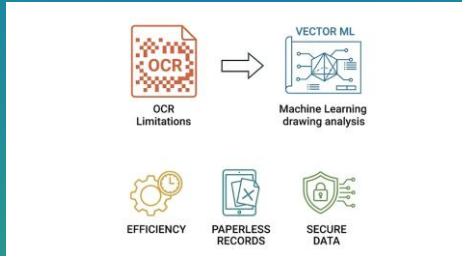 VECTOR ML
OCR
OCR
Limitations
Machine Learning
drawing analysis
EFFICIENCY
PAPERLESS
RECORDS
SECURE
DATA